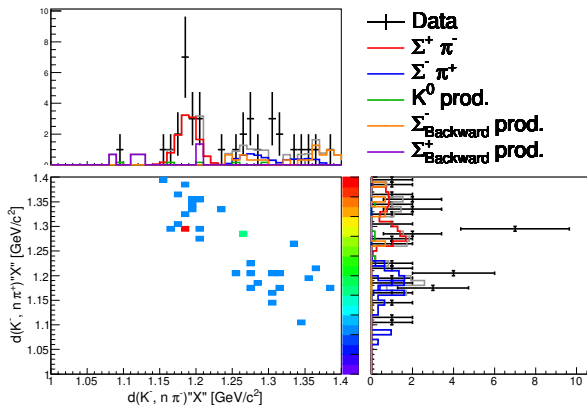 10
8
6
4
2
0
Data
Σ⁺ π⁻
Σ⁻ π⁺
K⁰ prod.
Σ⁻Backward prod.
Σ⁺Backward prod.
1.4
1.35
1.3
1.25
1.2
1.15
1.1
1.05
1
d(K⁻, n π⁺)"X" [GeV/c²]
1 1.05 1.1 1.15 1.2 1.25 1.3 1.35 1.4
d(K⁻, n π⁻)"X" [GeV/c²]
0 2 4 6 8 10